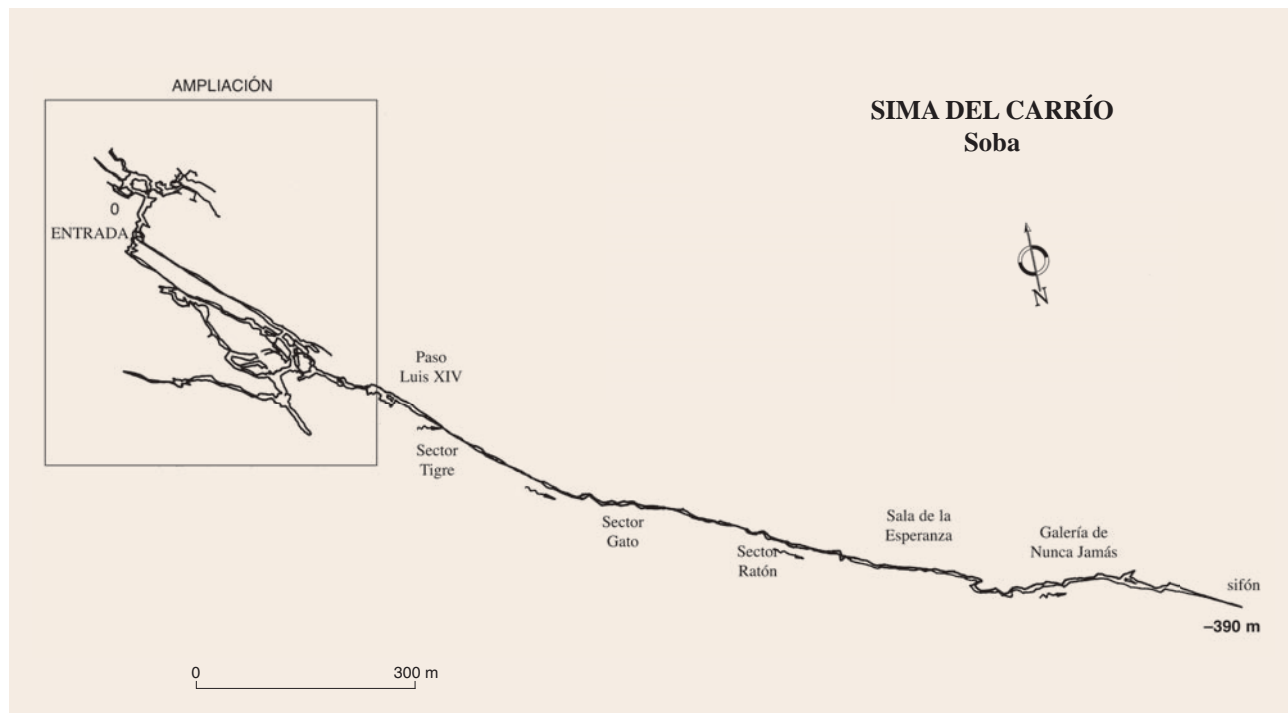 AMPLIACIÓN
SIMA DEL CARRÍO
Soba
0
ENTRADA
N
Paso
Luis XIV
Sector
Tigre
Sector
Gato
Sector
Ratón
Sala de la
Esperanza
Galería de
Nunca Jamás
sifón
–390 m
0 300 m